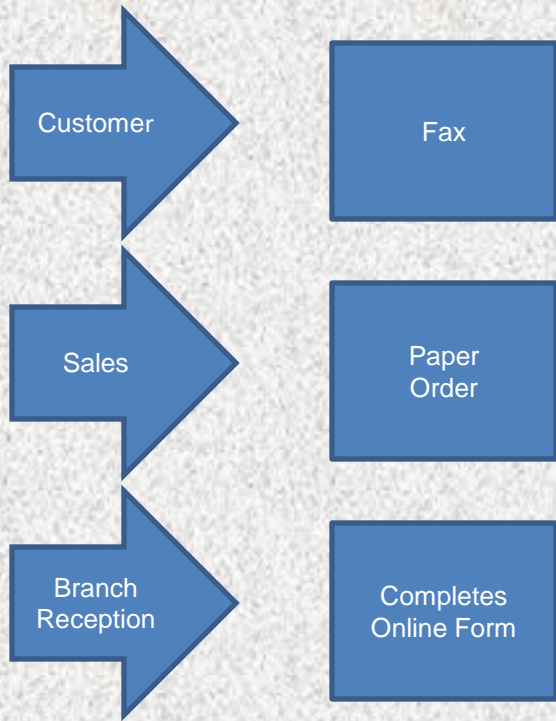 Customer
Fax
Sales
Paper
Order
Branch
Reception
Completes
Online Form